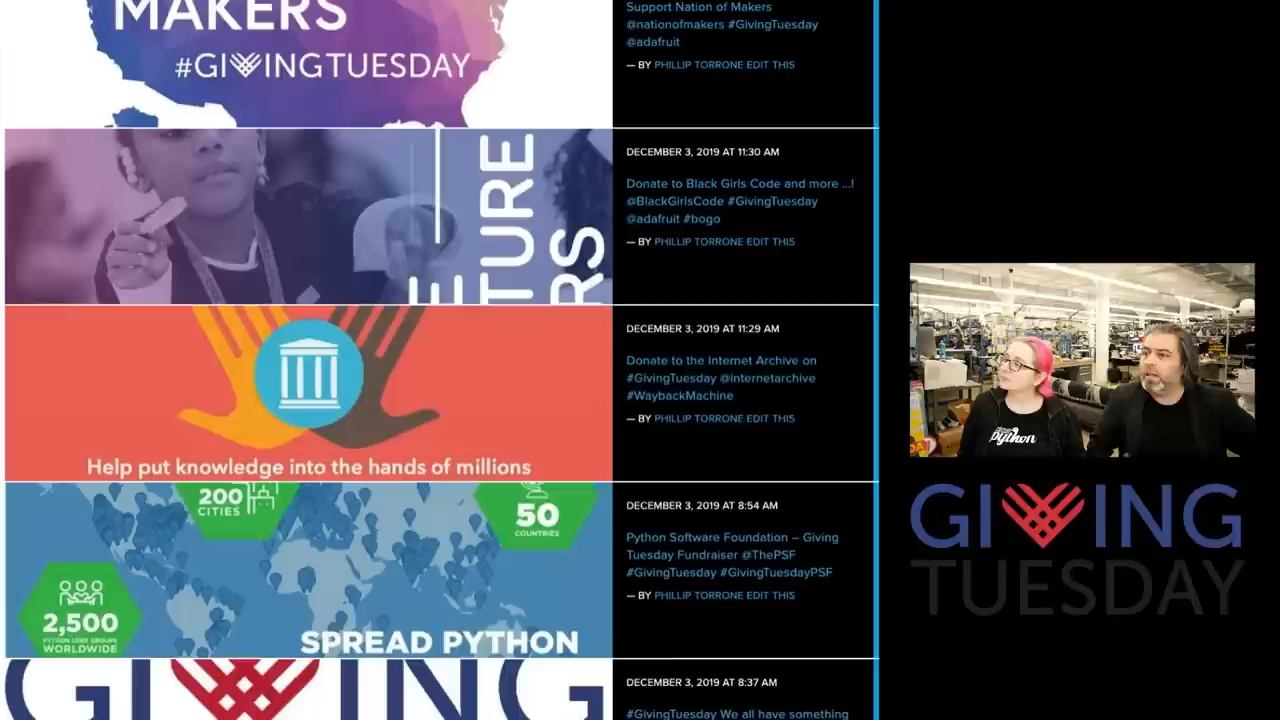 MAKERS
#GIVINGTUESDAY
Support Nation of Makers
@nationofmakers #GivingTuesday
@adafruit
— BY PHILLIP TORRONE EDIT THIS
TURE
E
RS
DECEMBER 3, 2019 AT 11:30 AM
Donate to Black Girls Code and more ...!
@BlackGirlsCode #GivingTuesday
@adafruit #bogo
— BY PHILLIP TORRONE EDIT THIS
Help put knowledge into the hands of millions
DECEMBER 3, 2019 AT 11:29 AM
Donate to the Internet Archive on
#GivingTuesday @internetarchive
#WaybackMachine
— BY PHILLIP TORRONE EDIT THIS
200
CITIES
50
COUNTRIES
2,500
PYTHON USER GROUPS
WORLDWIDE
SPREAD PYTHON
DECEMBER 3, 2019 AT 8:54 AM
Python Software Foundation – Giving
Tuesday Fundraiser @ThePSF
#GivingTuesday #GivingTuesdayPSF
— BY PHILLIP TORRONE EDIT THIS
GIVING
DECEMBER 3, 2019 AT 8:37 AM
#GivingTuesday We all have something
python
GIVING
TUESDAY